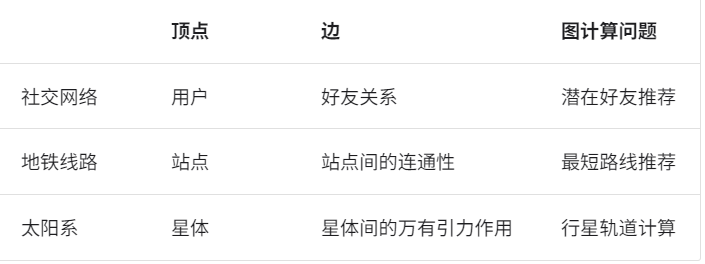 顶点 边 图计算问题
社交网络 用户 好友关系 潜在好友推荐
地铁线路 站点 站点间的连通性 最短路线推荐
太阳系 星体 星体间的万有引力作用 行星轨道计算